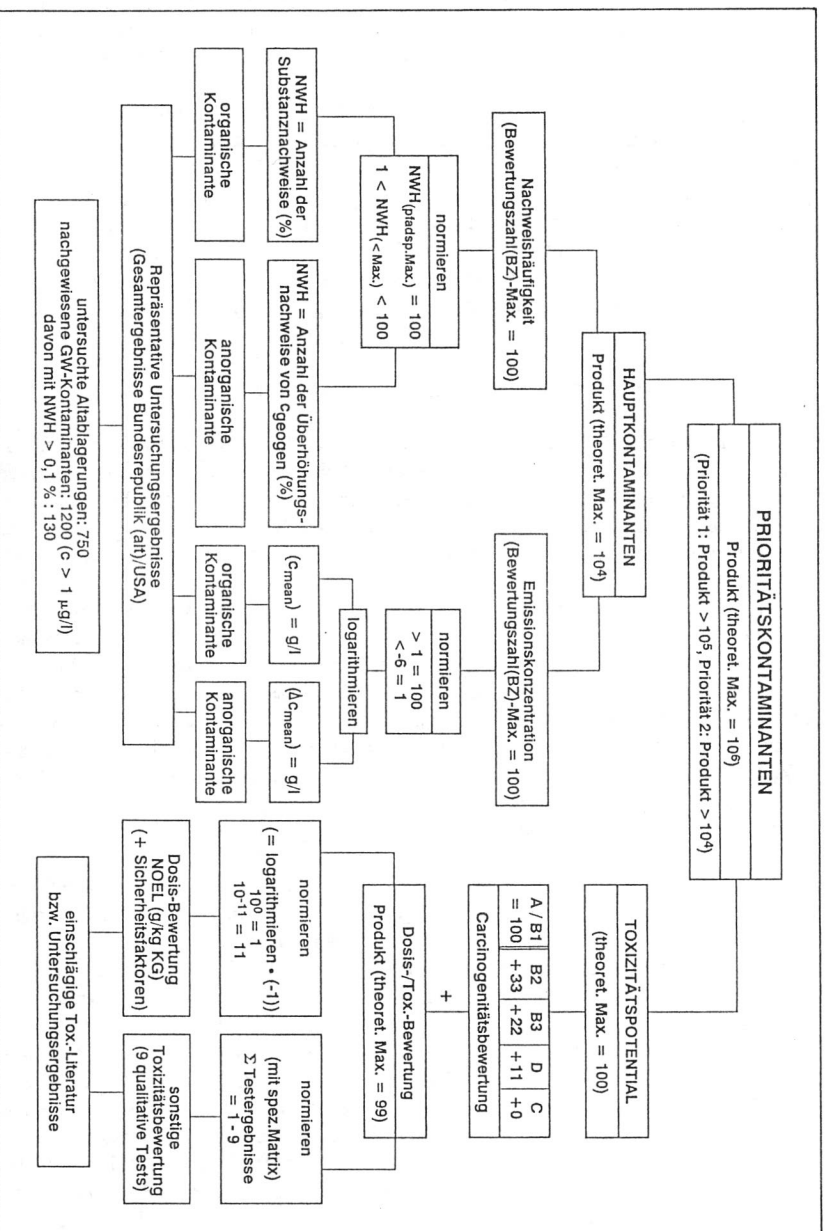 PRIORITÄTSKONTAMINANTEN
Produkt (theoret. Max. = 10⁶)
(Priorität 1: Produkt > 10⁵, Priorität 2: Produkt > 10⁴)
HAUPTKONTAMINANTEN
Produkt (theoret. Max. = 10⁴)
Nachweishäufigkeit
(Bewertungszahl(BZ)-Max. = 100)
normieren
NWH(pfadsp.Max.) = 100
1 < NWH(<Max.) < 100
NWH = Anzahl der
Substanznachweise (%)
organische
Kontaminante
NWH = Anzahl der Überhöhungs-
nachweise von cgeogen (%)
anorganische
Kontaminante
Emissionskonzentration
(Bewertungszahl(BZ)-Max. = 100)
normieren
> 1 = 100
< -6 = 1
logarithmieren
(cmean) = g/l
organische
Kontaminante
(Δcmean) = g/l
anorganische
Kontaminante
Repräsentative Untersuchungsergebnisse
(Gesamtergebnisse Bundesrepublik (alt)/USA)
untersuchte Altablagerungen: 750
nachgewiesene GW-Kontaminanten: 1200 (c > 1 µg/l)
davon mit NWH > 0,1 % : 130
TOXIZITÄTSPOTENTIAL
(theoret. Max. = 100)
A / B1 B2 B3 D C
= 100 +33 +22 +11 +0
Carcinogenitätsbewertung
+
Dosis-/Tox.-Bewertung
Produkt (theoret. Max. = 99)
normieren
(= logarithmieren • (-1))
10⁰ = 1
10⁻¹¹ = 11
Dosis-Bewertung
NOEL (g/kg KG)
(+ Sicherheitsfaktoren)
normieren
(mit spez.Matrix)
Σ Testergebnisse
= 1 - 9
sonstige
Toxizitätsbewertung
(9 qualitative Tests)
einschlägige Tox.-Literatur
bzw. Untersuchungsergebnisse